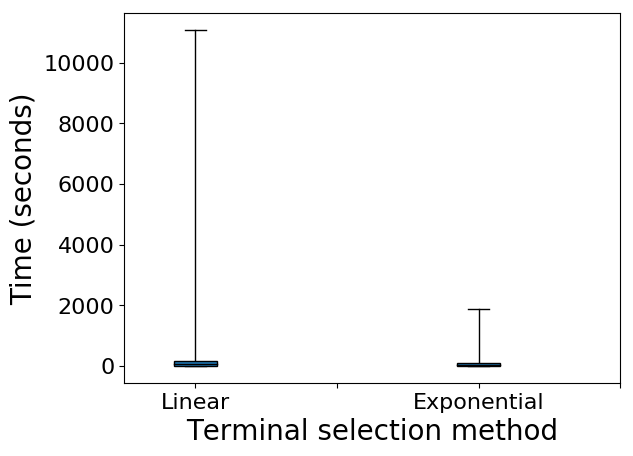 Time (seconds)
10000
8000
6000
4000
2000
0
Linear
Exponential
Terminal selection method